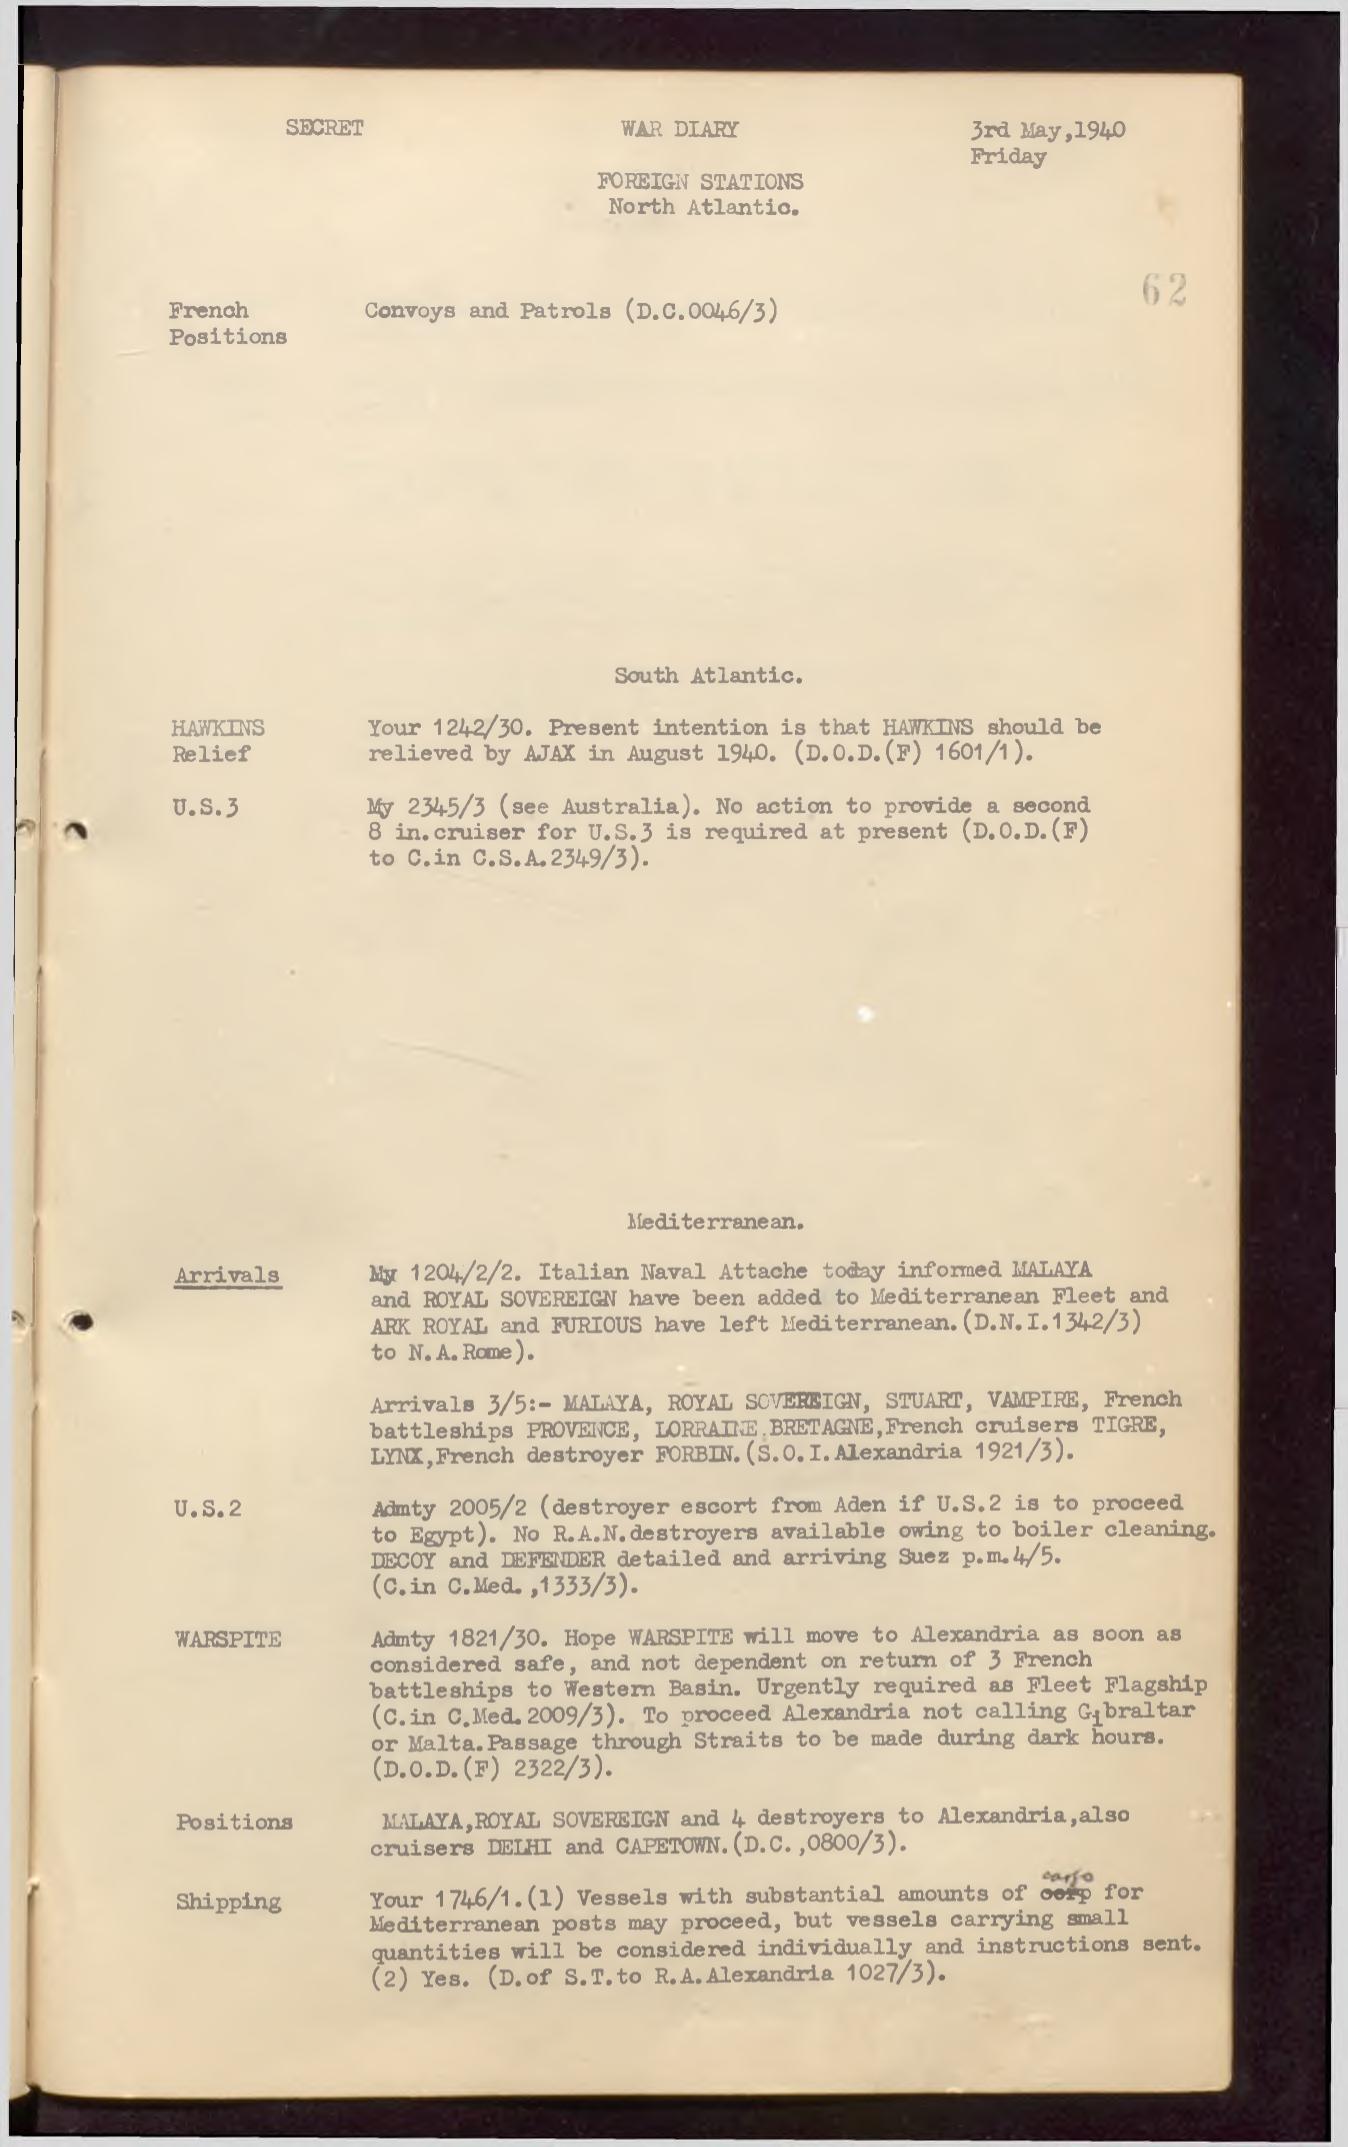 SECRET WAR DIARY 3rd May,1940
Friday
FOREIGN STATIONS
North Atlantic.
62
French Convoys and Patrols (D.C.0046/3)
Positions
South Atlantic.
HAWKINS Your 1242/30. Present intention is that HAWKINS should be
Relief relieved by AJAX in August 1940. (D.O.D.(F) 1601/1).
U.S.3 My 2345/3 (see Australia). No action to provide a second
8 in.cruiser for U.S.3 is required at present (D.O.D.(F)
to C.in C.S.A.2349/3).
Mediterranean.
Arrivals My 1204/2/2. Italian Naval Attache today informed MALAYA
and ROYAL SOVEREIGN have been added to Mediterranean Fleet and
ARK ROYAL and FURIOUS have left Mediterranean.(D.N.I.1342/3)
to N.A.Rome).
Arrivals 3/5:- MALAYA, ROYAL SOVEREIGN, STUART, VAMPIRE, French
battleships PROVENCE, LORRAINE,BRETAGNE,French cruisers TIGRE,
LYNX,French destroyer FORBIN.(S.O.I.Alexandria 1921/3).
U.S.2 Admty 2005/2 (destroyer escort from Aden if U.S.2 is to proceed
to Egypt). No R.A.N.destroyers available owing to boiler cleaning.
DECOY and DEFENDER detailed and arriving Suez p.m.4/5.
(C.in C.Med.,1333/3).
WARSPITE Admty 1821/30. Hope WARSPITE will move to Alexandria as soon as
considered safe, and not dependent on return of 3 French
battleships to Western Basin. Urgently required as Fleet Flagship
(C.in C.Med.2009/3). To proceed Alexandria not calling Gibraltar
or Malta.Passage through Straits to be made during dark hours.
(D.O.D.(F) 2322/3).
Positions MALAYA,ROYAL SOVEREIGN and 4 destroyers to Alexandria,also
cruisers DELHI and CAPETOWN.(D.C.,0800/3).
cargo
Shipping Your 1746/1.(1) Vessels with substantial amounts of for
Mediterranean posts may proceed, but vessels carrying small
quantities will be considered individually and instructions sent.
(2) Yes. (D.of S.T.to R.A.Alexandria 1027/3).